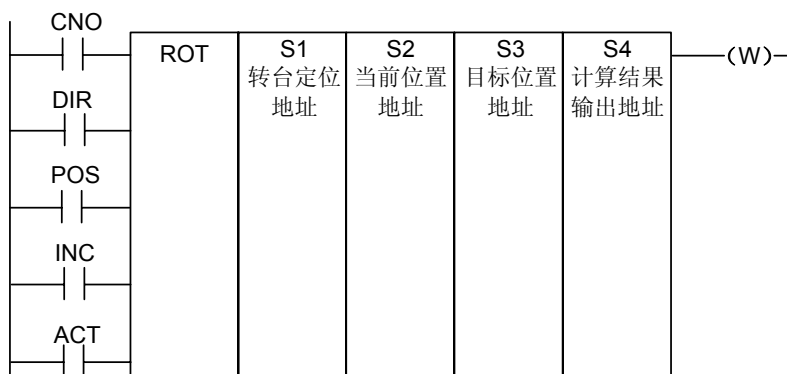 CNO
ROT S1 S2 S3 S4 (W)
转台定位 当前位置 目标位置 计算结果
地址 地址 地址 输出地址
DIR
POS
INC
ACT